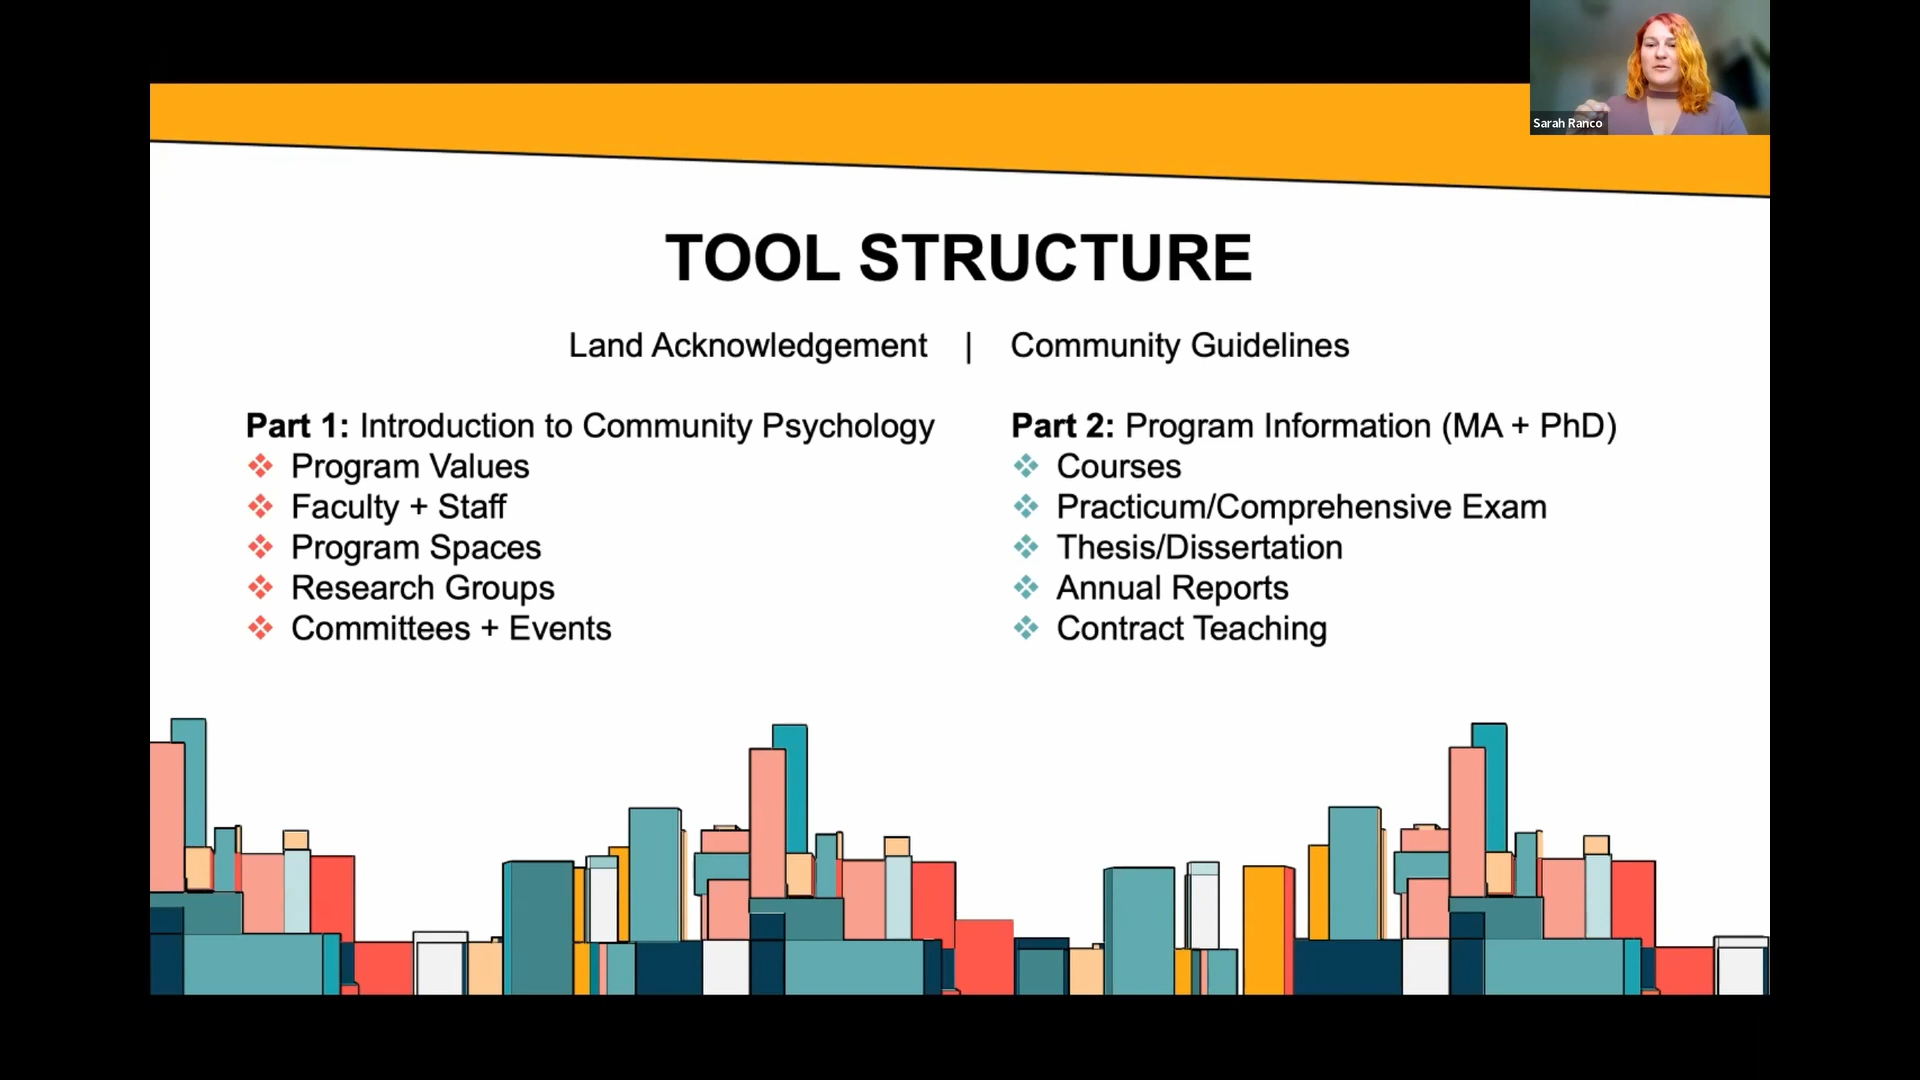 Sarah Ranco
TOOL STRUCTURE
Land Acknowledgement | Community Guidelines
Part 1: Introduction to Community Psychology
Program Values
Faculty + Staff
Program Spaces
Research Groups
Committees + Events
Part 2: Program Information (MA + PhD)
Courses
Practicum/Comprehensive Exam
Thesis/Dissertation
Annual Reports
Contract Teaching